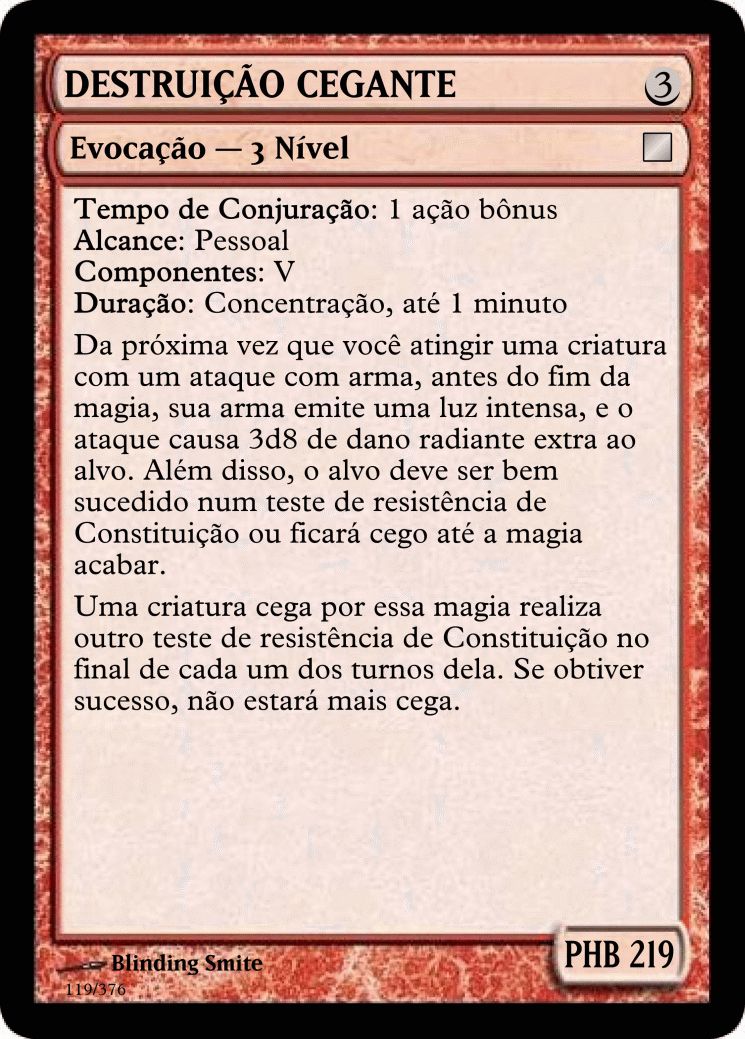 DESTRUIÇÃO CEGANTE 3
Evocação — 3 Nível
Tempo de Conjuração: 1 ação bônus
Alcance: Pessoal
Componentes: V
Duração: Concentração, até 1 minuto
Da próxima vez que você atingir uma criatura
com um ataque com arma, antes do fim da
magia, sua arma emite uma luz intensa, e o
ataque causa 3d8 de dano radiante extra ao
alvo. Além disso, o alvo deve ser bem
sucedido num teste de resistência de
Constituição ou ficará cego até a magia
acabar.
Uma criatura cega por essa magia realiza
outro teste de resistência de Constituição no
final de cada um dos turnos dela. Se obtiver
sucesso, não estará mais cega.
PHB 219
Blinding Smite
119/376